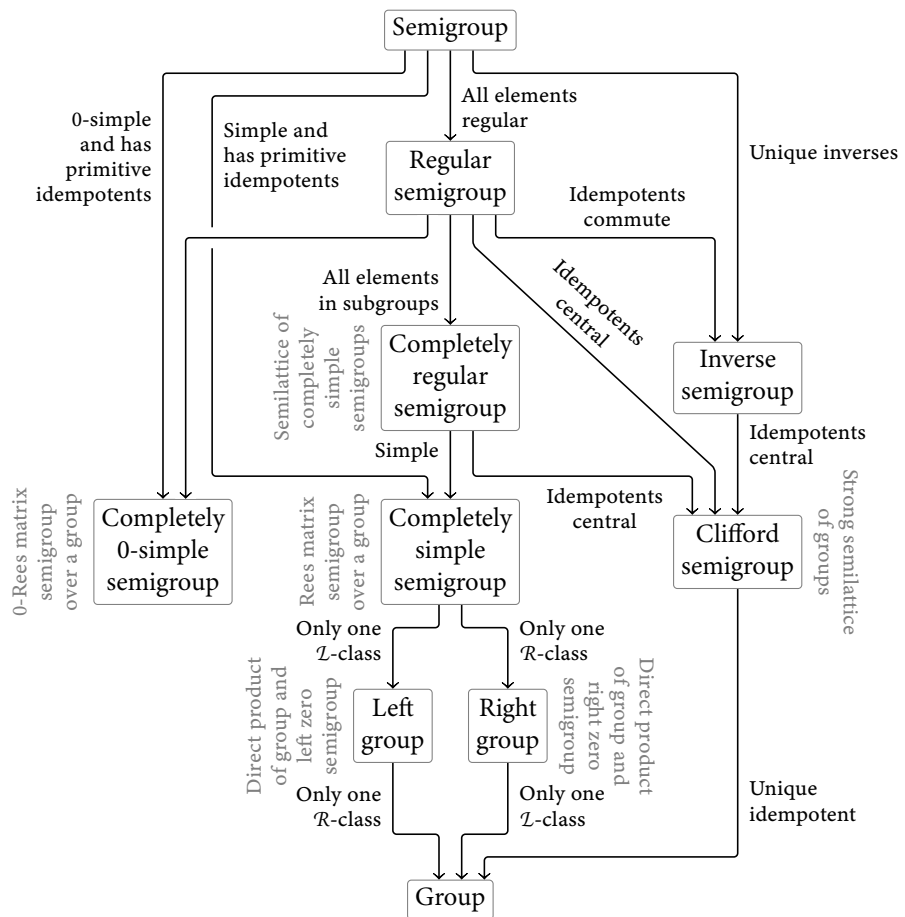 Semigroup
0-simple
and has
primitive
idempotents
Simple and
has primitive
idempotents
All elements
regular
Unique inverses
Regular
semigroup
Idempotents
commute
Idempotents
central
All elements
in subgroups
Semilattice of
completely
simple
semigroups
Completely
regular
semigroup
Inverse
semigroup
Simple
Idempotents
central
Idempotents
central
0-Rees matrix
semigroup
over a group
Completely
0-simple
semigroup
Rees matrix
semigroup
over a group
Completely
simple
semigroup
Clifford
semigroup
Strong semilattice
of groups
Only one
ℒ-class
Only one
ℛ-class
Direct product
of group and
left zero
semigroup
Left
group
Right
group
Direct product
of group and
right zero
semigroup
Only one
ℛ-class
Only one
ℒ-class
Unique
idempotent
Group